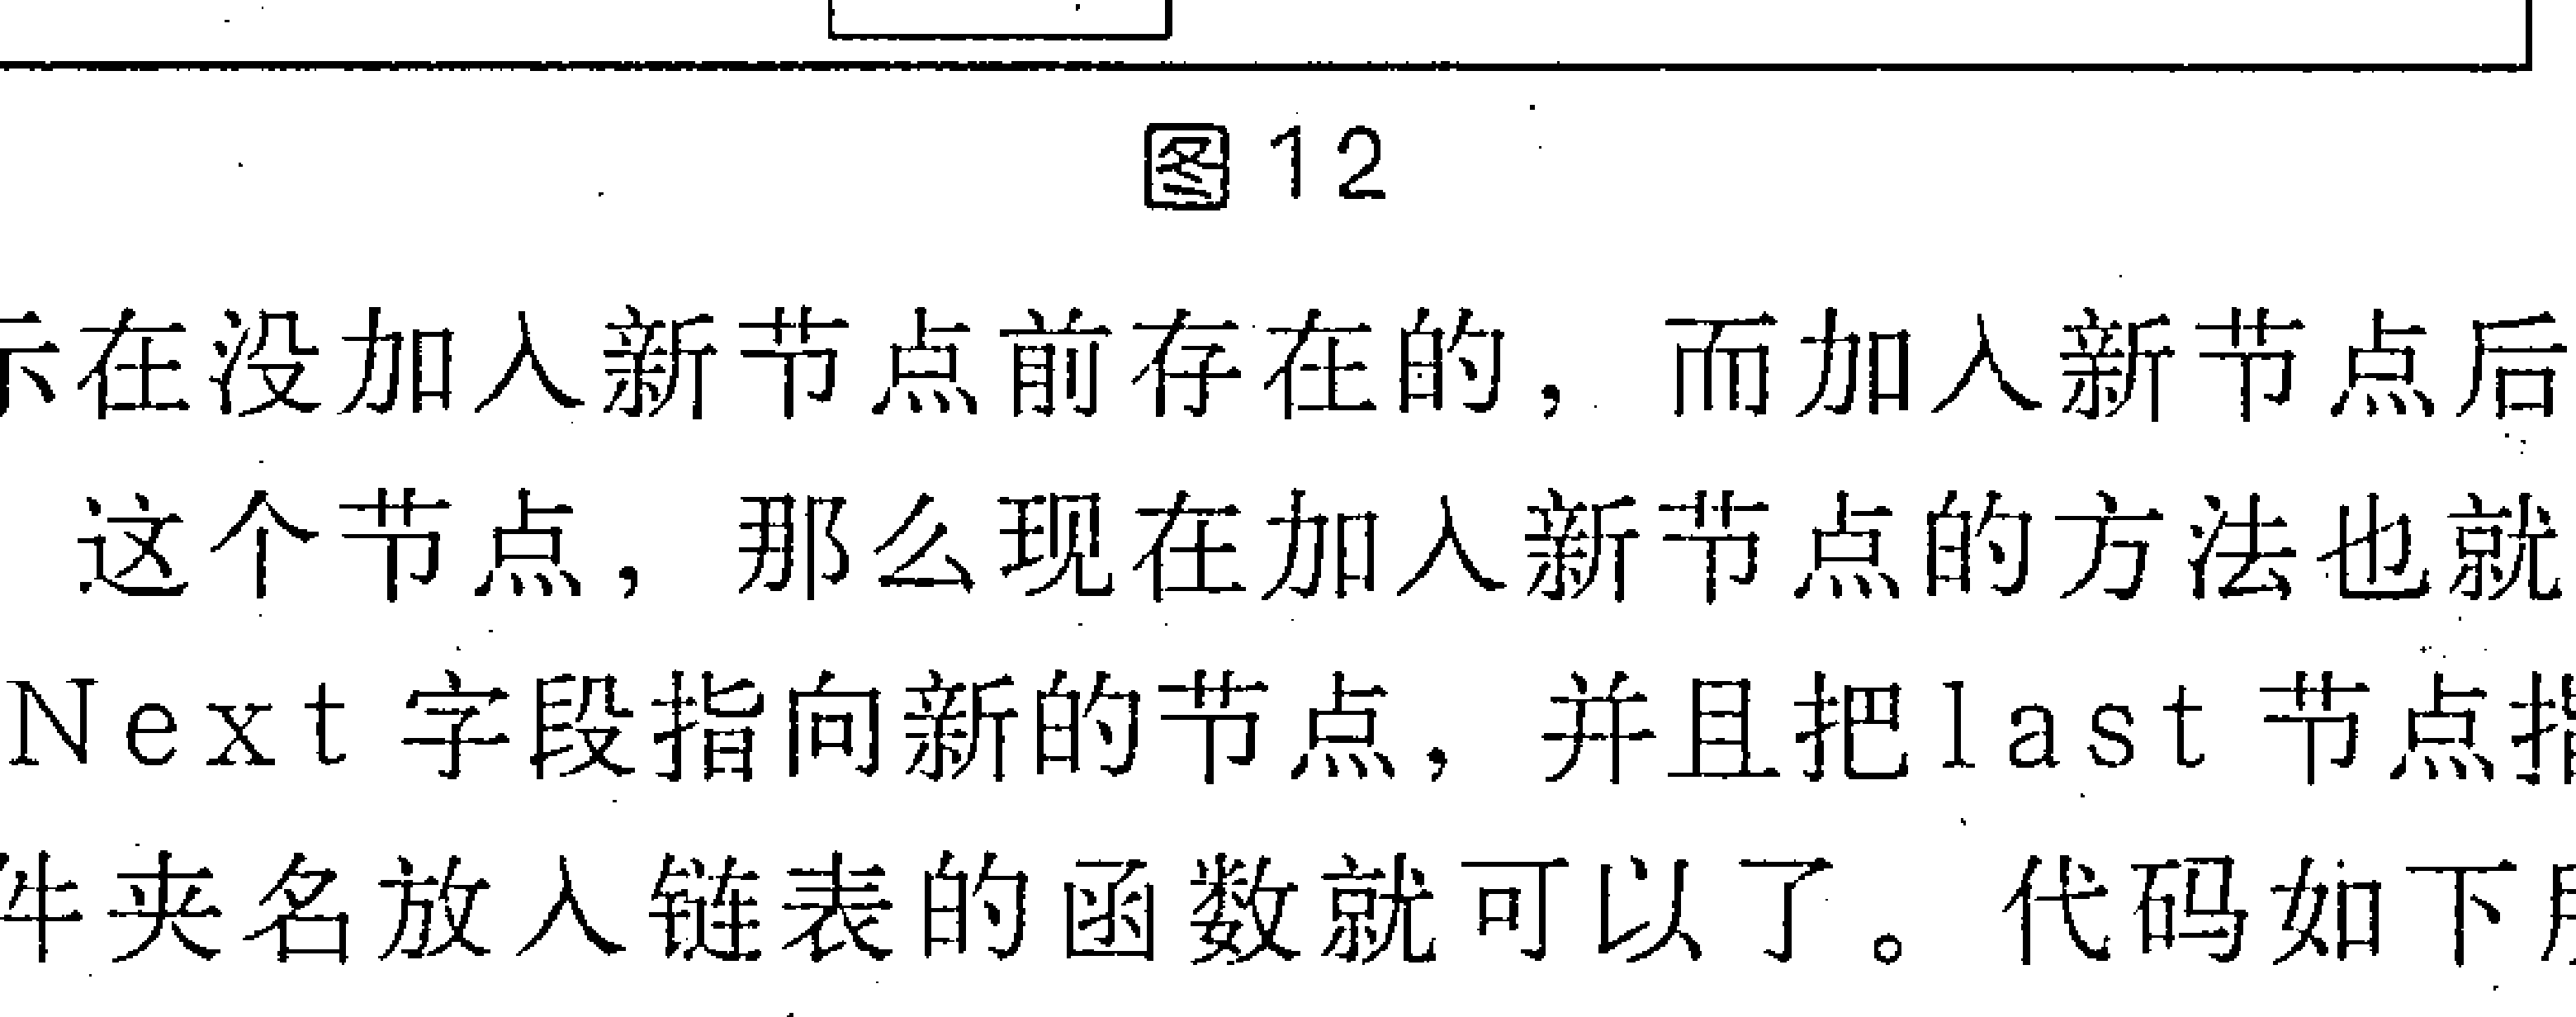 图12
示在没加入新节点前存在的，而加入新节点后
这个节点，那么现在加入新节点的方法也就
Next字段指向新的节点，并且把last节点指
件夹名放入链表的函数就可以了。代码如下